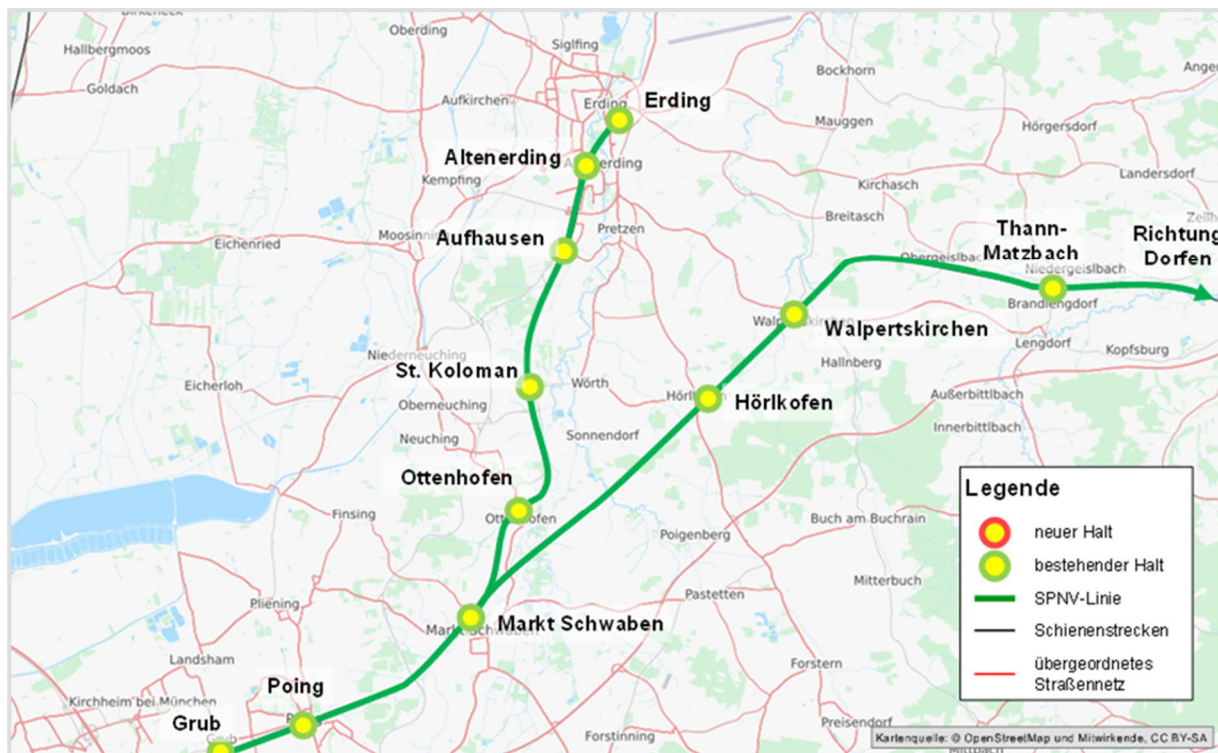 Birkeneck
Hallbergmoos
Goldach
Oberding
Siglfing
Aufkirchen
Erding
Erding
Bockhorn
Mauggen
Hörgersdorf
Altenerding
Kempfing
Kirchasch
Landersdorf
Breitasch
Eichenried
Moosinning
Aufhausen
Pretzen
Thann-
Matzbach
Richtung
Dorfen
Obergeislbach
Niedergeislbach
Brandlengdorf
Walpertskirchen
Lengdorf
Kopfsburg
Hallnberg
Niederneuching
Eicherloh
St. Koloman
Wörth
Oberneuching
Hörlkofen
Außerbittlbach
Innerbittlbach
Neuching
Sonnendorf
Ottenhofen
Finsing
Poigenberg
Buch am Buchrain
Mitterbuch
Pliening
Pastetten
Markt Schwaben
Landsham
Kirchheim bei München
Poing
Forstern
Grub
Forstinning
Preisendorf
Mittbach
Legende
neuer Halt
bestehender Halt
SPNV-Linie
Schienenstrecken
übergeordnetes
Straßennetz
Kartenquelle: © OpenStreetMap und Mitwirkende, CC BY-SA